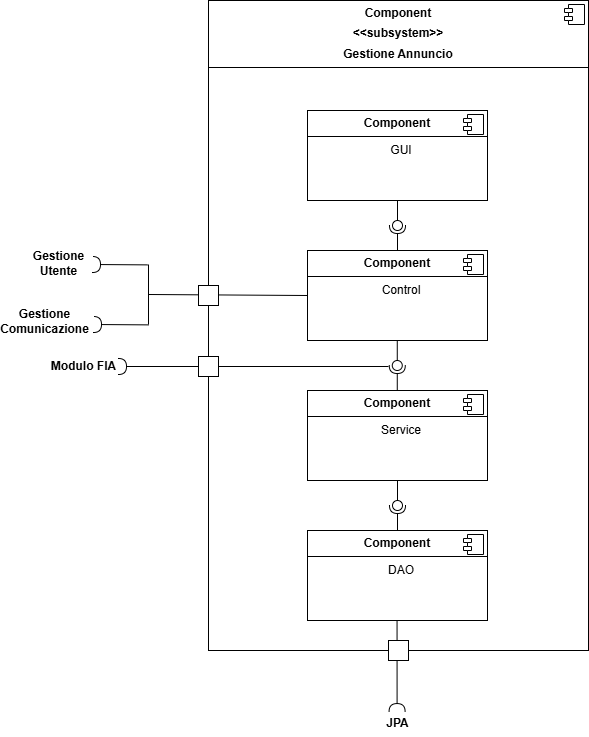 Component
<<subsystem>>
Gestione Annuncio
Component
GUI
Gestione
Utente
Component
Control
Gestione
Comunicazione
Modulo FIA
Component
Service
Component
DAO
JPA